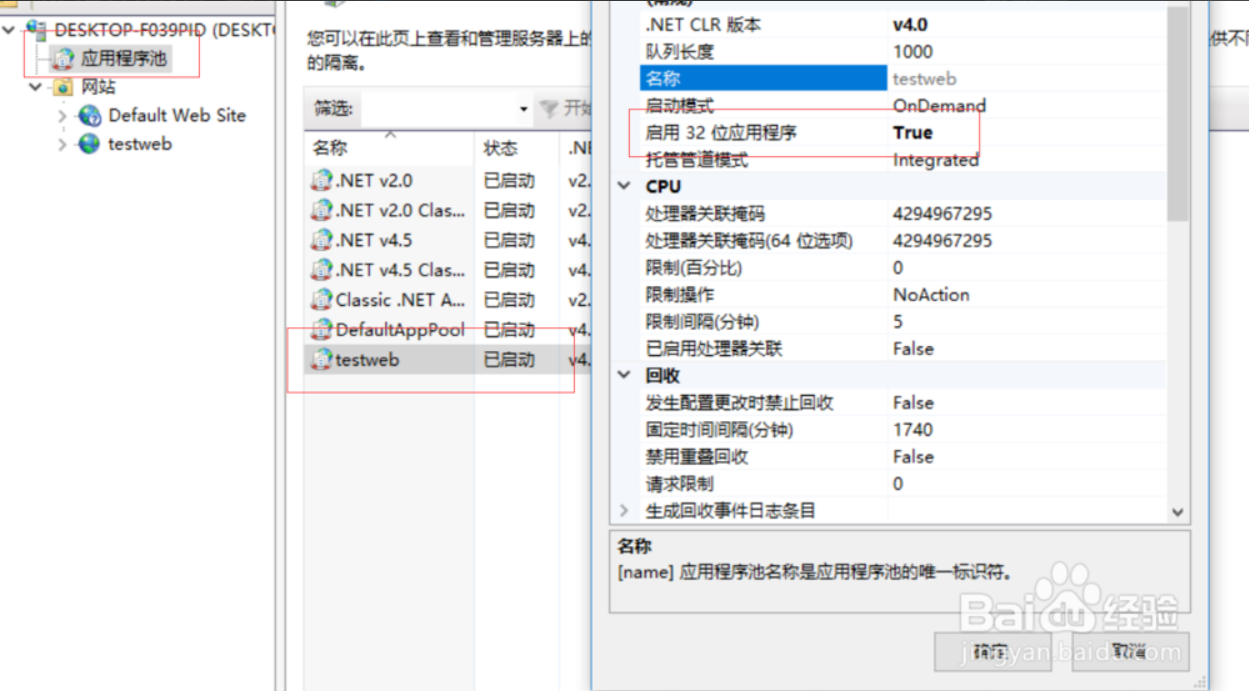 DESKTOP-F039PID (DESKT
应用程序池
网站
Default Web Site
testweb
您可以在此页上查看和管理服务器上的
的隔离。
筛选:
开始
名称 状态 .NE
.NET v2.0 已启动 v2.
.NET v2.0 Clas... 已启动 v2.
.NET v4.5 已启动 v4.
.NET v4.5 Clas... 已启动 v4.
Classic .NET A... 已启动 v2.
DefaultAppPool 已启动 v4.
testweb 已启动 v4.
(常规)
.NET CLR 版本 v4.0
队列长度 1000
名称 testweb
启动模式 OnDemand
启用 32 位应用程序 True
托管管道模式 Integrated
CPU
处理器关联掩码 4294967295
处理器关联掩码(64 位选项) 4294967295
限制(百分比) 0
限制操作 NoAction
限制间隔(分钟) 5
已启用处理器关联 False
回收
发生配置更改时禁止回收 False
固定时间间隔(分钟) 1740
禁用重叠回收 False
请求限制 0
生成回收事件日志条目
名称
[name] 应用程序池名称是应用程序池的唯一标识符。
确定 取消
供不同
Baidu 经验
jingyan.baidu.com